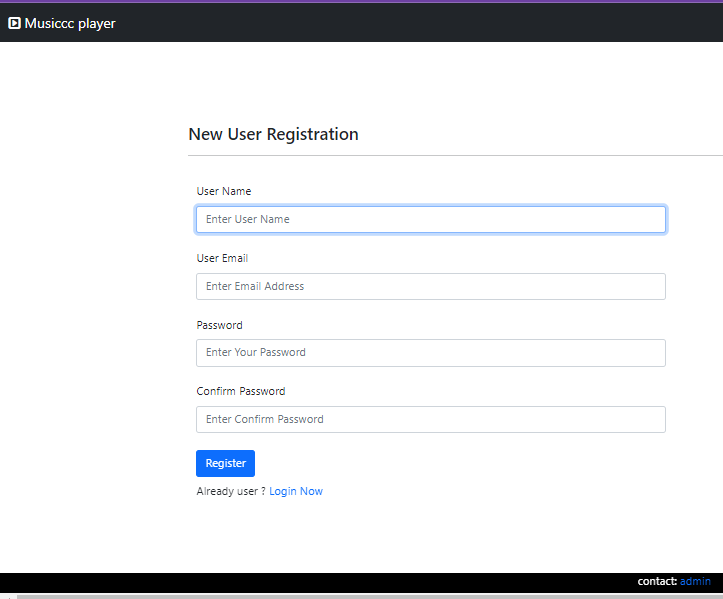 Musiccc player
New User Registration
User Name
Enter User Name
User Email
Enter Email Address
Password
Enter Your Password
Confirm Password
Enter Confirm Password
Register
Already user ? Login Now
contact: admin